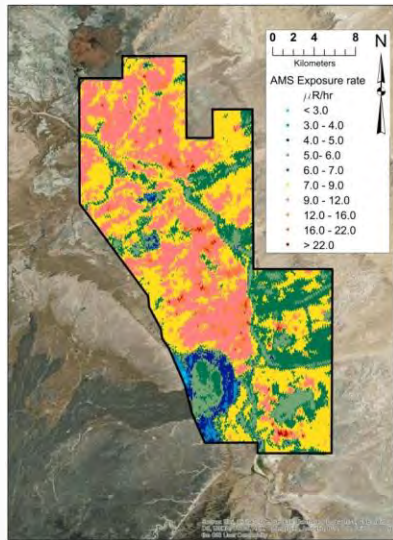 0 2 4 8
Kilometers
N
AMS Exposure rate
µR/hr
< 3.0
3.0 - 4.0
4.0 - 5.0
5.0- 6.0
6.0 - 7.0
7.0 - 9.0
9.0 - 12.0
12.0 - 16.0
16.0 - 22.0
> 22.0